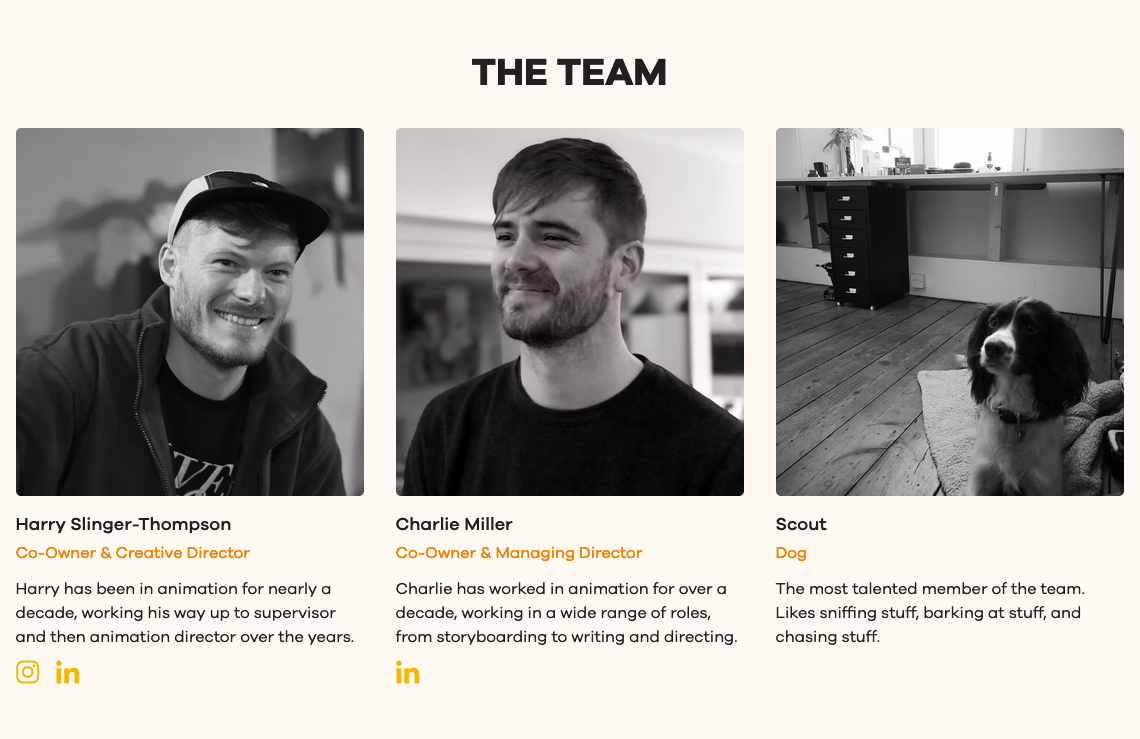 THE TEAM
Harry Slinger-Thompson
Co-Owner & Creative Director
Harry has been in animation for nearly a
decade, working his way up to supervisor
and then animation director over the years.
Charlie Miller
Co-Owner & Managing Director
Charlie has worked in animation for over a
decade, working in a wide range of roles,
from storyboarding to writing and directing.
Scout
Dog
The most talented member of the team.
Likes sniffing stuff, barking at stuff, and
chasing stuff.
in
in